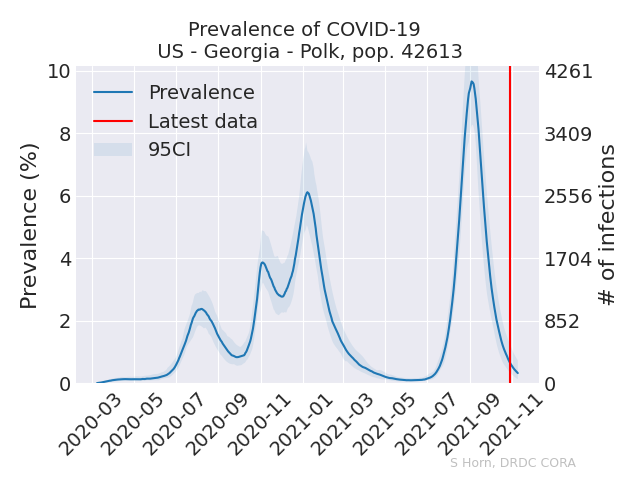 Prevalence of COVID-19
US - Georgia - Polk, pop. 42613
Prevalence
Latest data
95CI
Prevalence (%)
10
8
6
4
2
0
4261
3409
2556
1704
852
0
# of infections
2020-03
2020-05
2020-07
2020-09
2020-11
2021-01
2021-03
2021-05
2021-07
2021-09
2021-11
S Horn, DRDC CORA